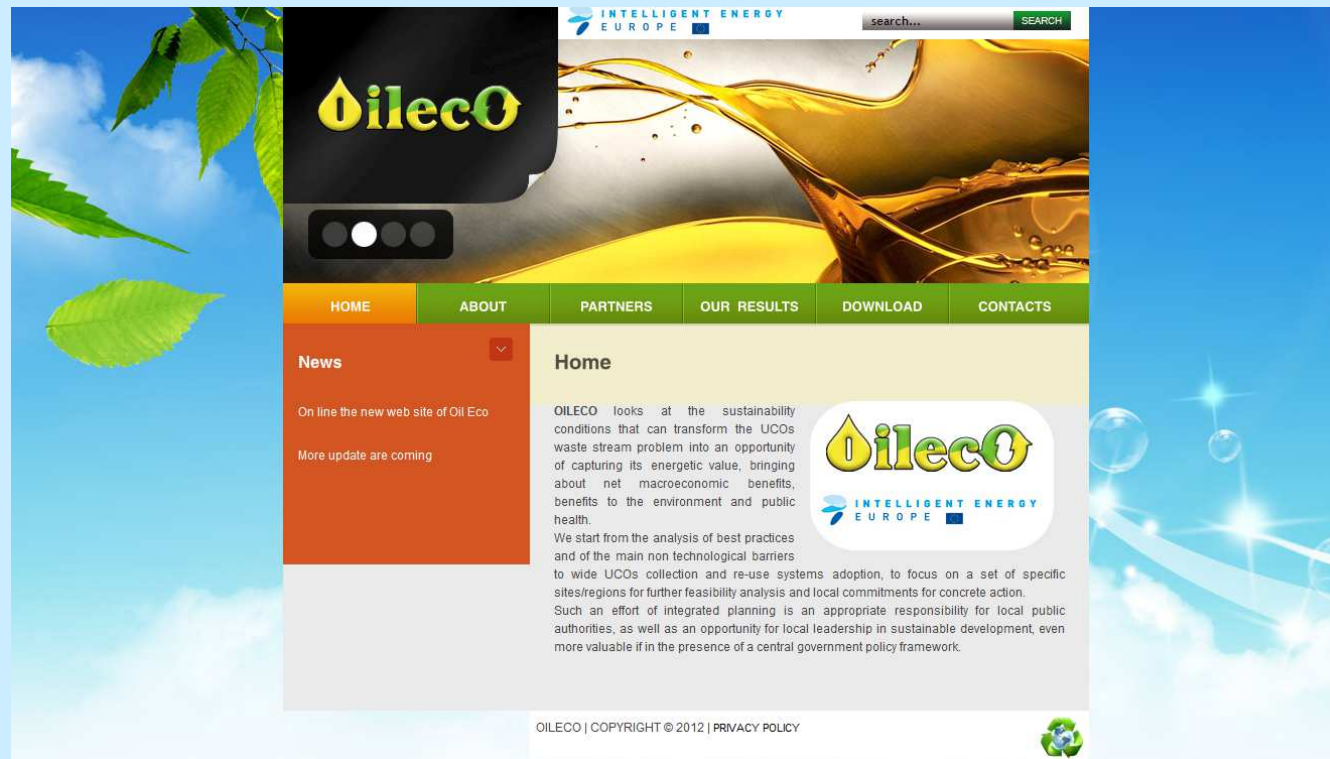 INTELLIGENT ENERGY
EUROPE
search...
SEARCH
OilecO
HOME
ABOUT
PARTNERS
OUR RESULTS
DOWNLOAD
CONTACTS
News
On line the new web site of Oil Eco
More update are coming
Home
OILECO looks at the sustainability
conditions that can transform the UCOs
waste stream problem into an opportunity
of capturing its energetic value, bringing
about net macroeconomic benefits,
benefits to the environment and public
health.
We start from the analysis of best practices
and of the main non technological barriers
to wide UCOs collection and re-use systems adoption, to focus on a set of specific
sites/regions for further feasibility analysis and local commitments for concrete action.
Such an effort of integrated planning is an appropriate responsibility for local public
authorities, as well as an opportunity for local leadership in sustainable development, even
more valuable if in the presence of a central government policy framework.
OilecO
INTELLIGENT ENERGY
EUROPE
OILECO | COPYRIGHT © 2012 | PRIVACY POLICY